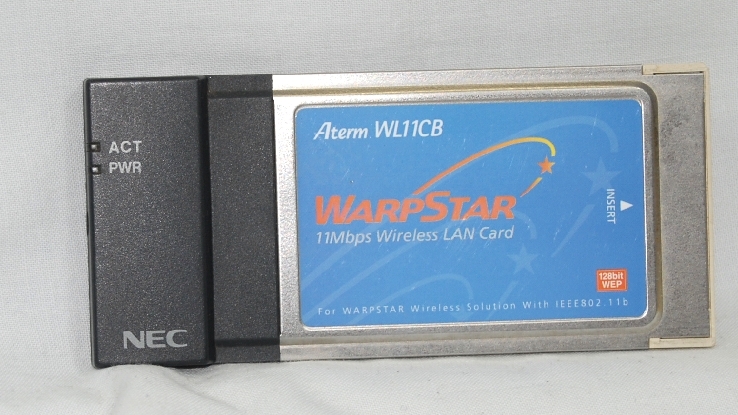 ACT
PWR
NEC
Aterm WL11CB
WARPSTAR
11Mbps Wireless LAN Card
INSERT
128bit
WEP
For WARPSTAR Wireless Solution With IEEE802.11b